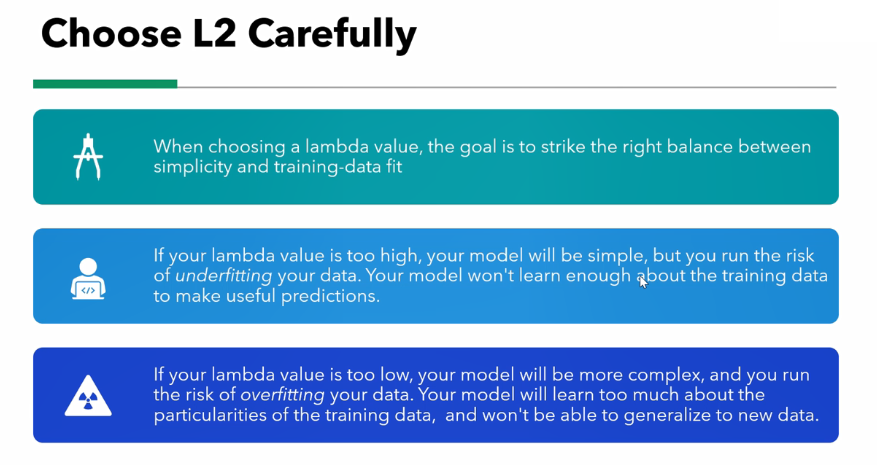 Choose L2 Carefully
When choosing a lambda value, the goal is to strike the right balance between
simplicity and training-data fit
If your lambda value is too high, your model will be simple, but you run the risk
of underfitting your data. Your model won't learn enough about the training data
to make useful predictions.
</>
If your lambda value is too low, your model will be more complex, and you run
the risk of overfitting your data. Your model will learn too much about the
particularities of the training data, and won't be able to generalize to new data.